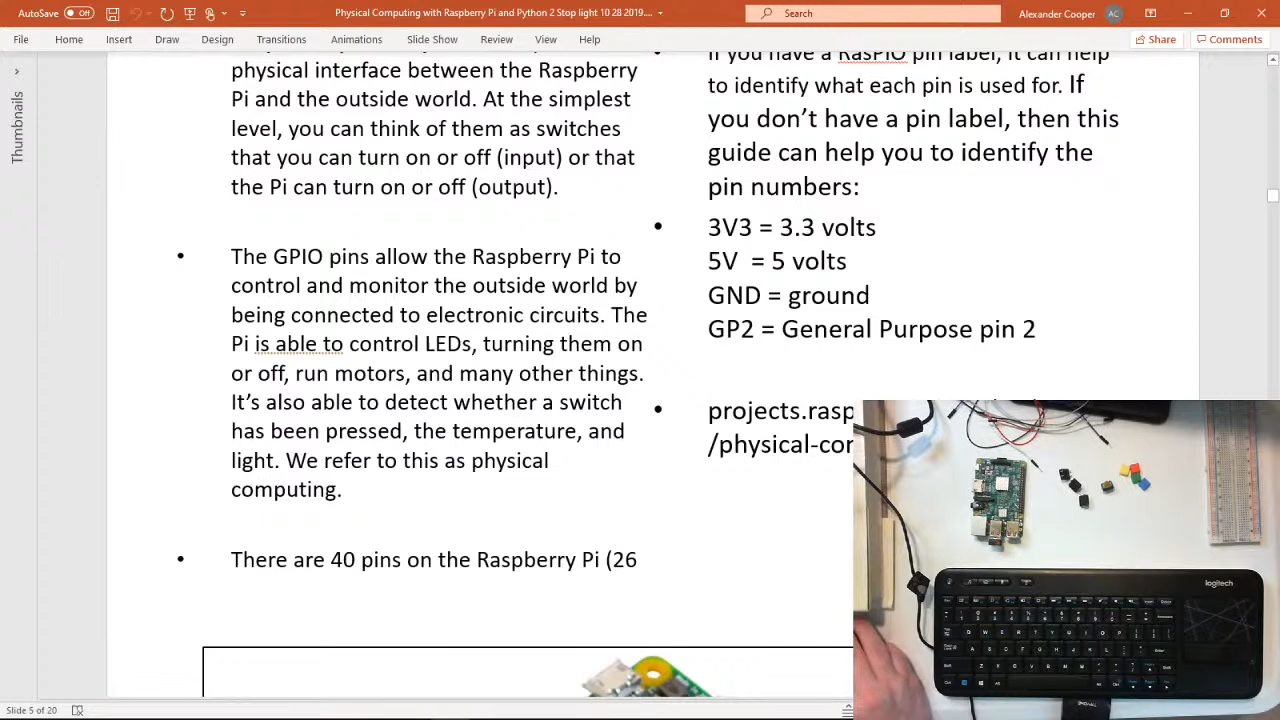 AutoSave
Off
Physical Computing with Raspberry Pi and Python 2 Stop light 10 28 2019....
Search
Alexander Cooper
AC
File
Home
Insert
Draw
Design
Transitions
Animations
Slide Show
Review
View
Help
Share
Comments
Thumbnails
physical interface between the Raspberry
Pi and the outside world. At the simplest
level, you can think of them as switches
that you can turn on or off (input) or that
the Pi can turn on or off (output).
• The GPIO pins allow the Raspberry Pi to
control and monitor the outside world by
being connected to electronic circuits. The
Pi is able to control LEDs, turning them on
or off, run motors, and many other things.
It's also able to detect whether a switch
has been pressed, the temperature, and
light. We refer to this as physical
computing.
• There are 40 pins on the Raspberry Pi (26
If you have a RasPIO pin label, it can help
to identify what each pin is used for. If
you don't have a pin label, then this
guide can help you to identify the
pin numbers:
• 3V3 = 3.3 volts
5V = 5 volts
GND = ground
GP2 = General Purpose pin 2
• projects.rasp
/physical-cor
logitech
Slide 5 of 20